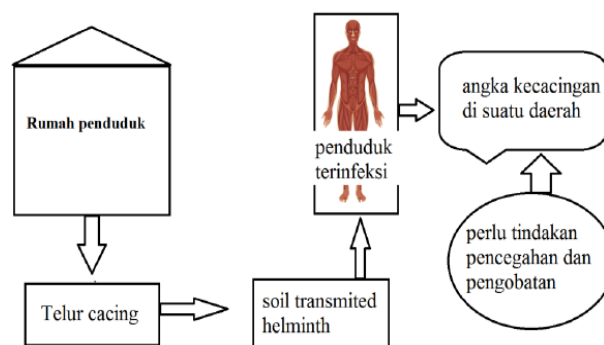 Rumah penduduk
Telur cacing
soil transmited
helminth
penduduk
terinfeksi
angka kecacingan
di suatu daerah
perlu tindakan
pencegahan dan
pengobatan